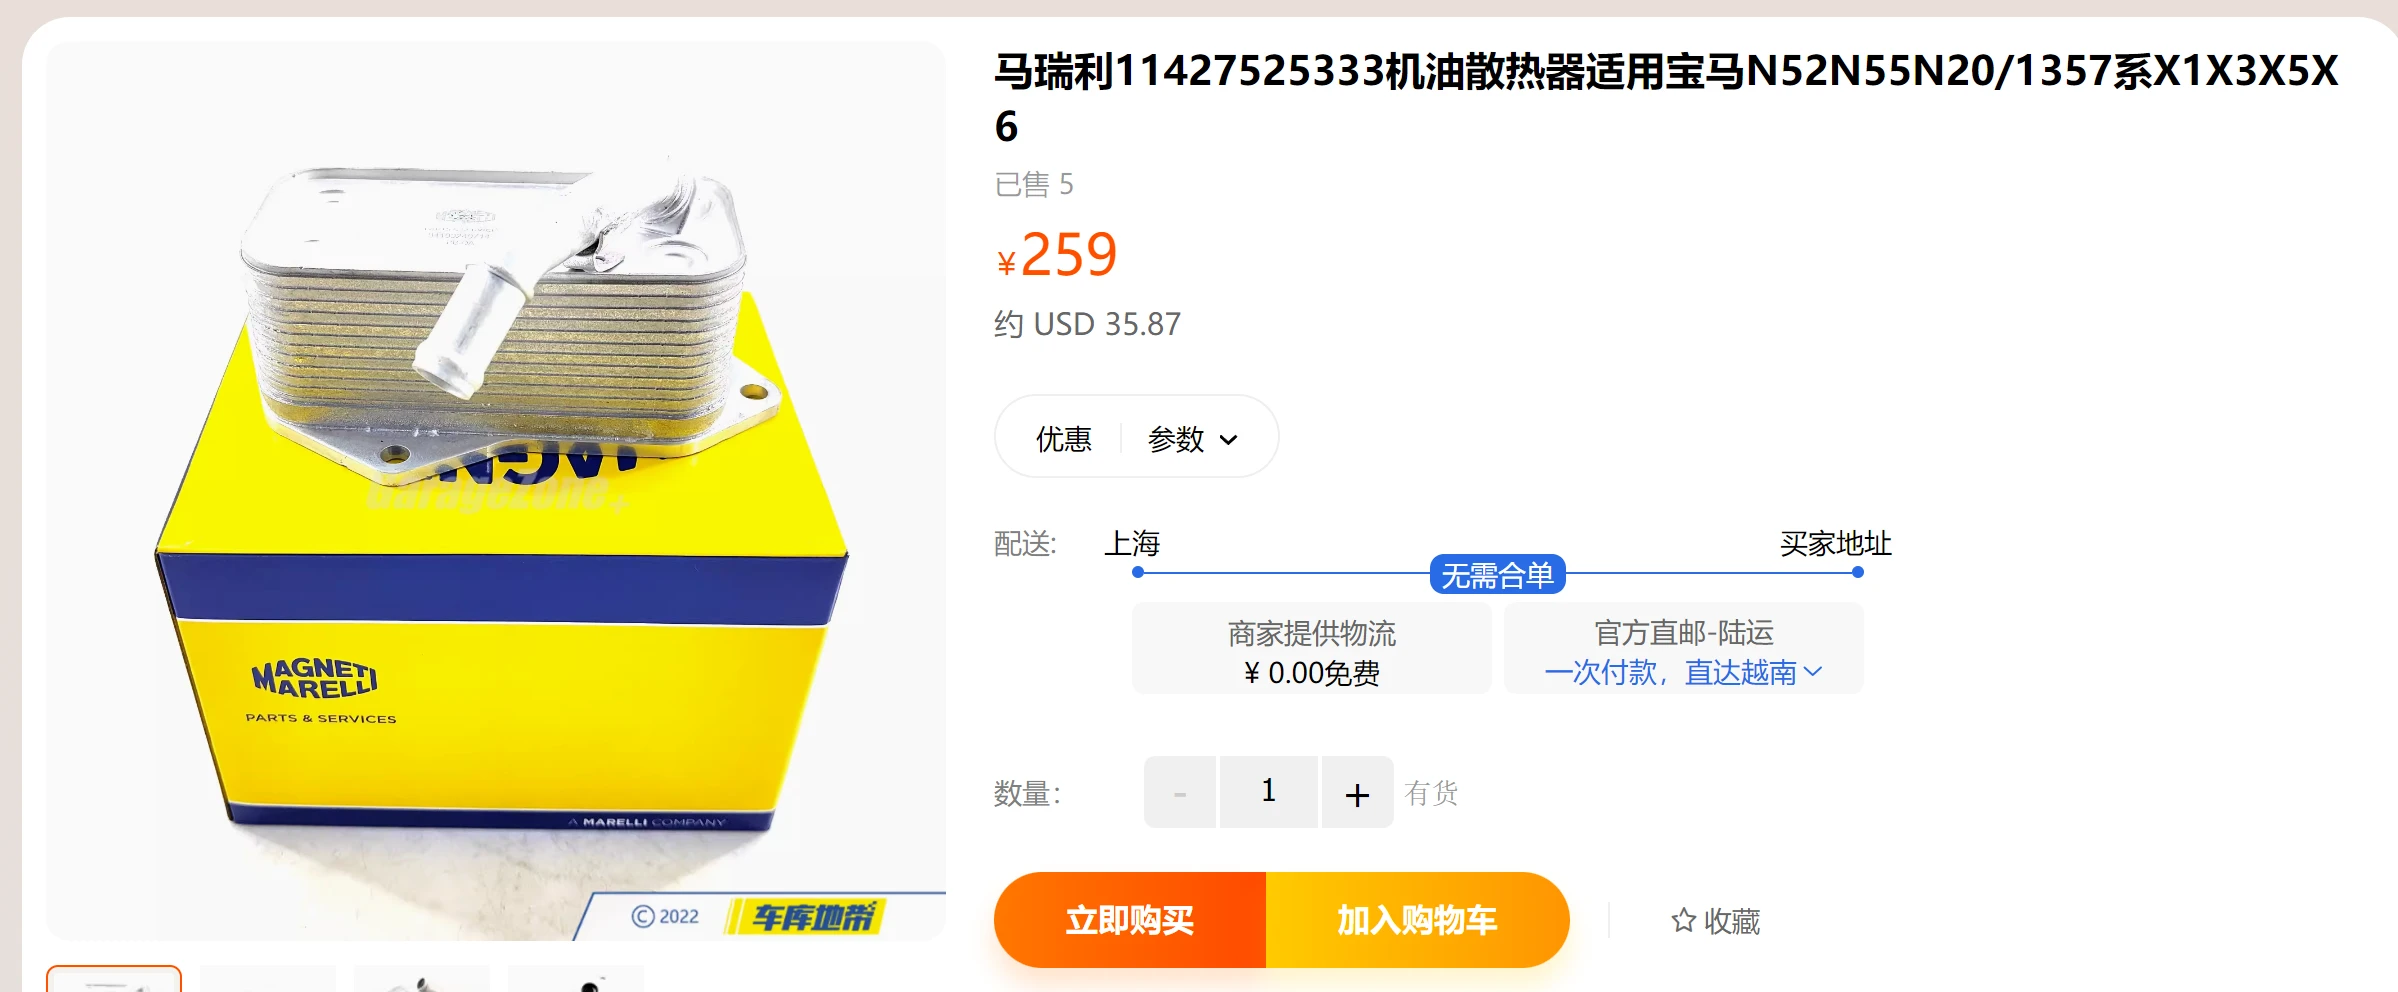 马瑞利11427525333机油散热器适用宝马N52N55N20/1357系X1X3X5X
6
已售 5
¥259
约 USD 35.87
优惠
参数
配送:
上海
买家地址
无需合单
商家提供物流
¥ 0.00免费
官方直邮-陆运
一次付款，直达越南
数量：
-
1
+
有货
立即购买
加入购物车
收藏
garagezone+
MAGNETI
MARELLI
PARTS & SERVICES
A MARELLI COMPANY
© 2022
车库地带